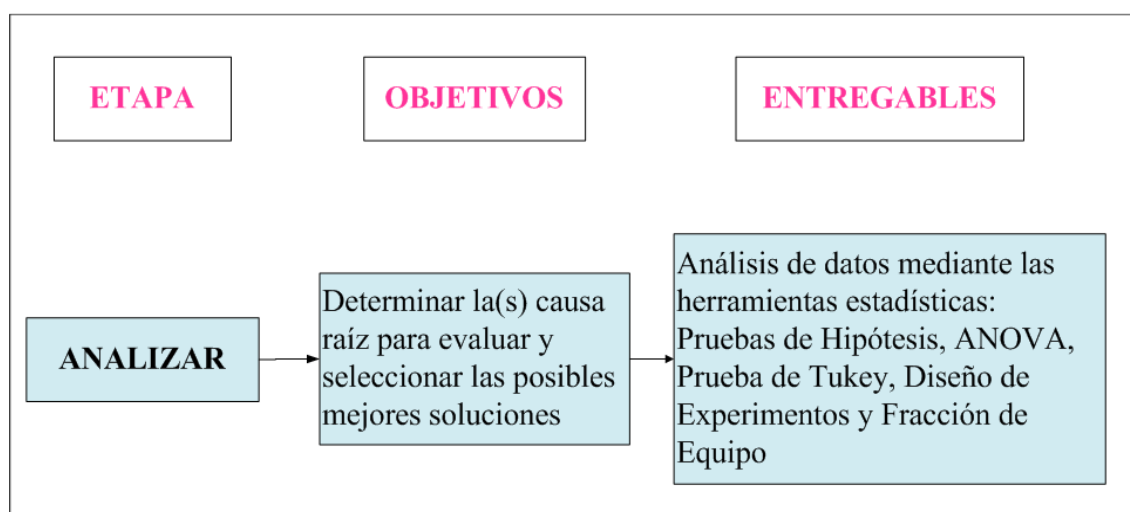 ETAPA
OBJETIVOS
ENTREGABLES
ANALIZAR
Determinar la(s) causa
raíz para evaluar y
seleccionar las posibles
mejores soluciones
Análisis de datos mediante las
herramientas estadísticas:
Pruebas de Hipótesis, ANOVA,
Prueba de Tukey, Diseño de
Experimentos y Fracción de
Equipo